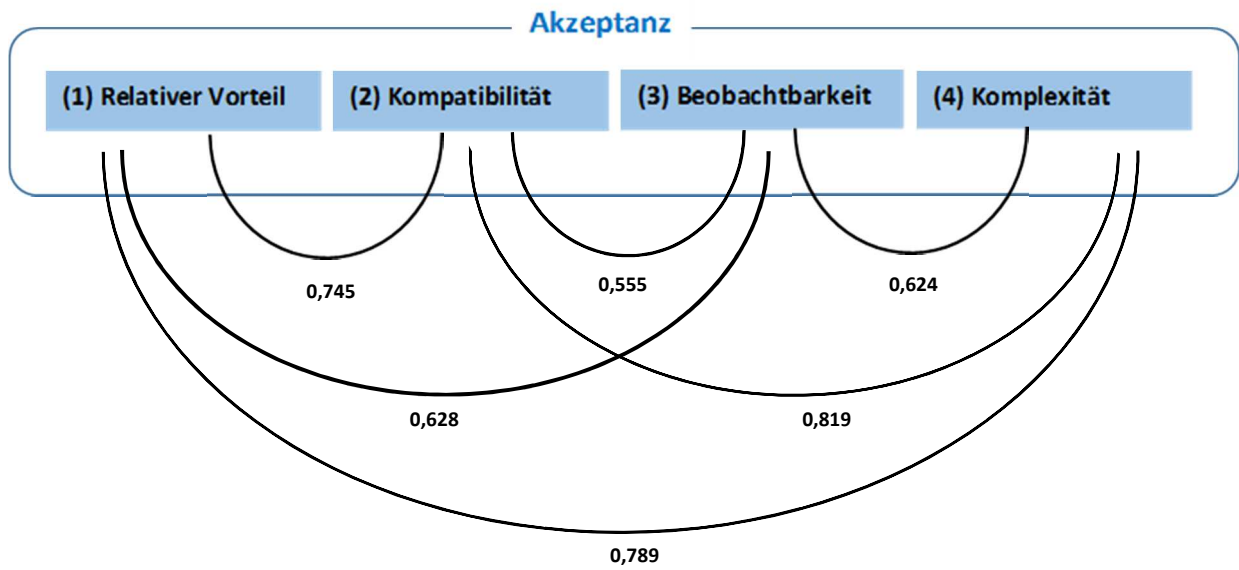 Akzeptanz
(1) Relativer Vorteil
(2) Kompatibilität
(3) Beobachtbarkeit
(4) Komplexität
0,745
0,555
0,624
0,628
0,819
0,789